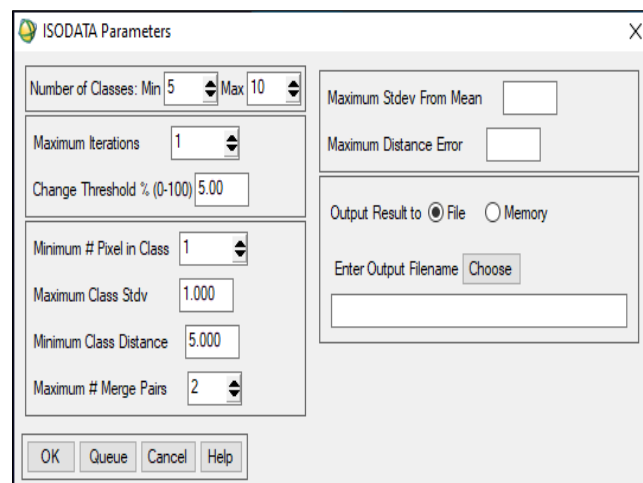 ISODATA Parameters X
Number of Classes: Min 5 Max 10
Maximum Iterations 1
Change Threshold % (0-100) 5.00
Minimum # Pixel in Class 1
Maximum Class Stdv 1.000
Minimum Class Distance 5.000
Maximum # Merge Pairs 2
Maximum Stdev From Mean
Maximum Distance Error
Output Result to File Memory
Enter Output Filename Choose
OK Queue Cancel Help